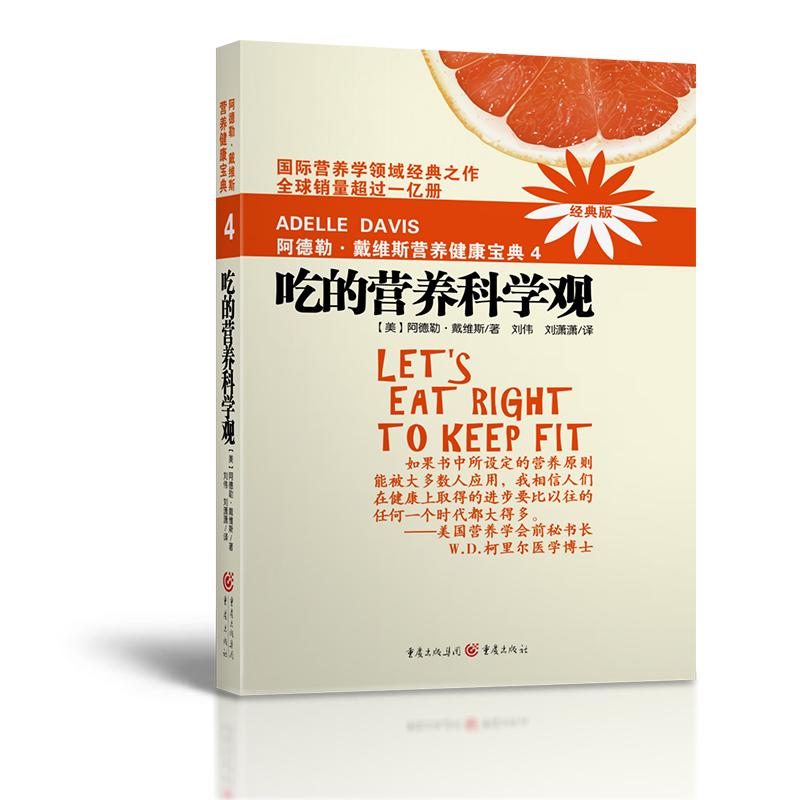 阿德勒·戴维斯
营养健康宝典
4
吃的营养科学观
【美】阿德勒·戴维斯/著
刘伟 刘潇潇/译
重庆出版社
国际营养学领域经典之作
全球销量超过一亿册
经典版
ADELLE DAVIS
阿德勒·戴维斯营养健康宝典 4
吃的营养科学观
【美】阿德勒·戴维斯/著 刘伟 刘潇潇/译
LET'S
EAT RIGHT
TO KEEP FIT
如果书中所设定的营养原则
能被大多数人应用，我相信人们
在健康上取得的进步要比以往的
任何一个时代都大得多。
——美国营养学会前秘书长
W.D.柯里尔医学博士
重庆出版集团 重庆出版社